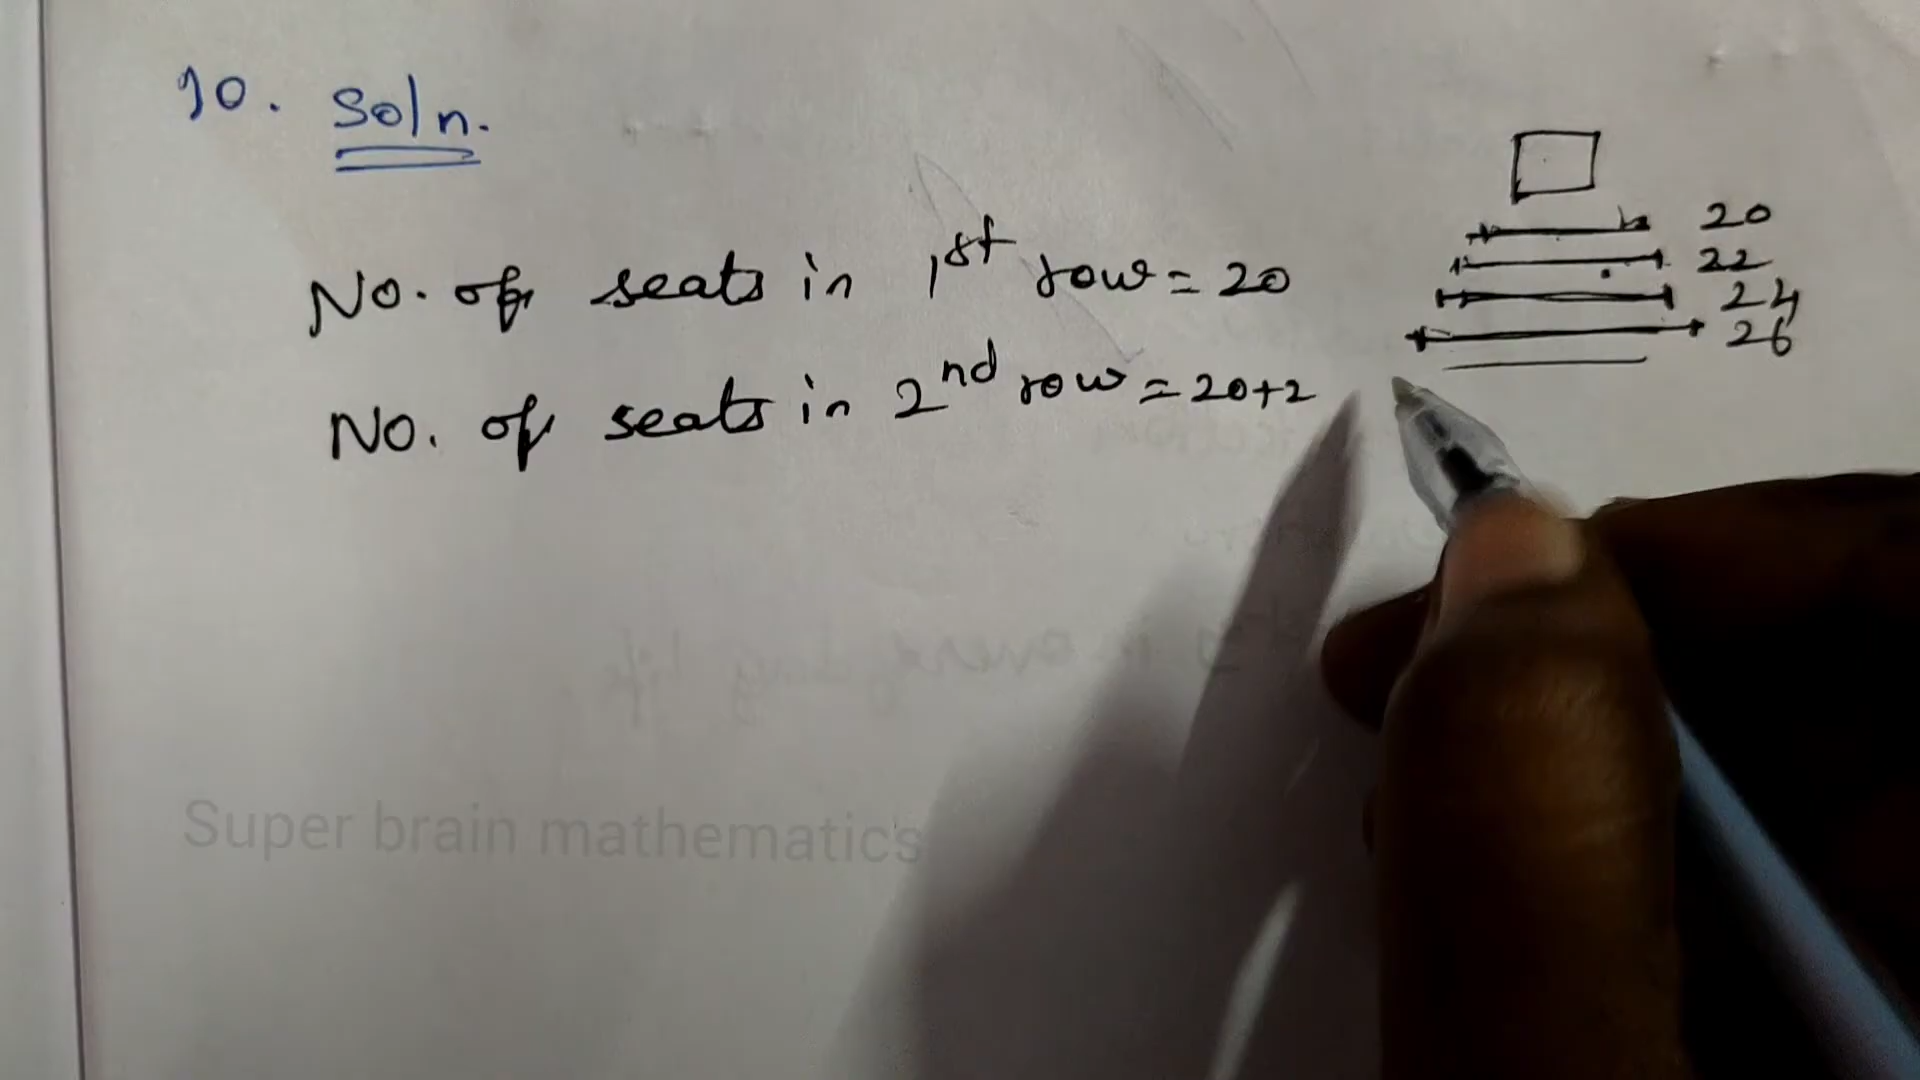 10. Soln.
No. of seats in 1st row = 20
No. of seats in 2nd row = 20+2
20
22
24
26
Super brain mathematics